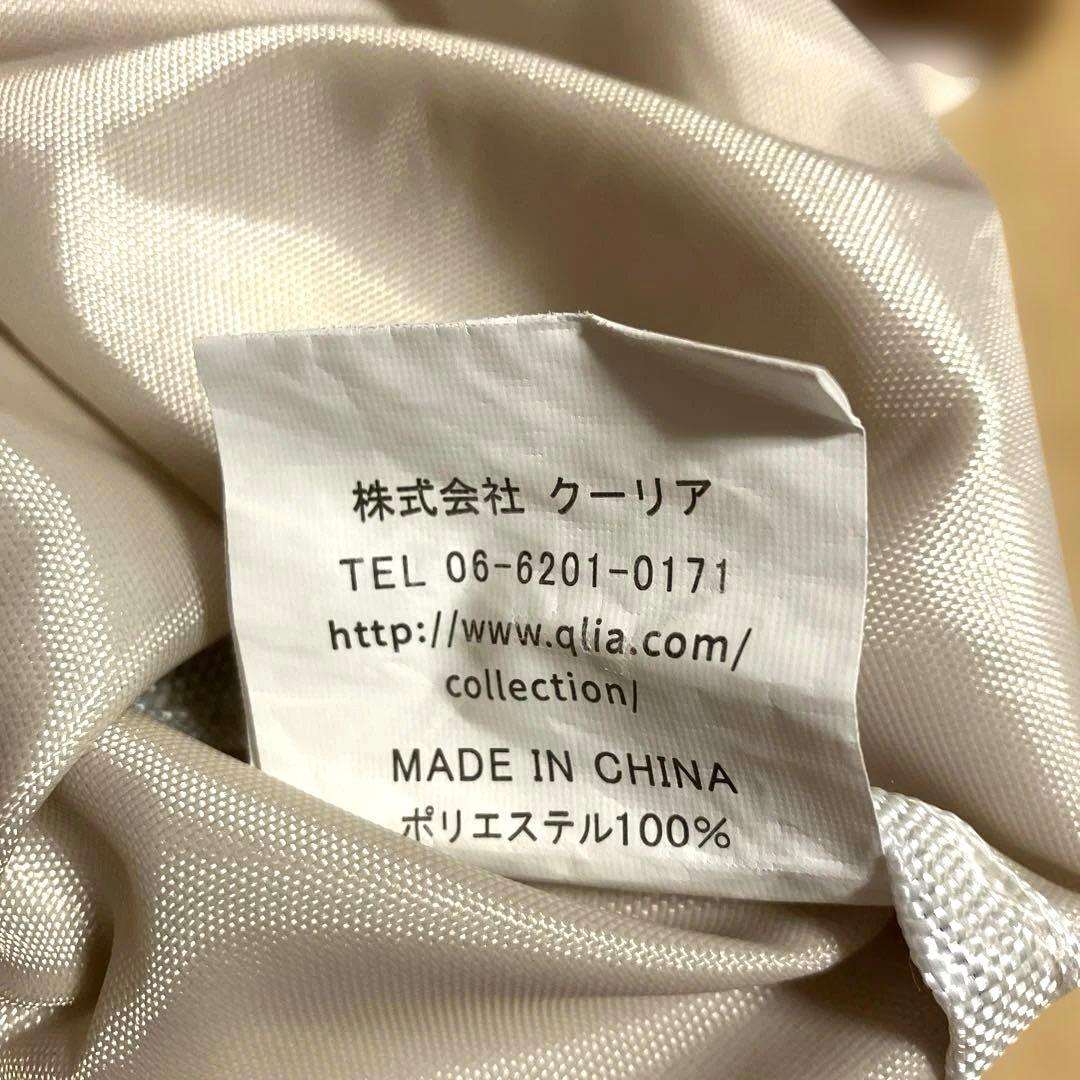 株式会社 クーリア
TEL 06-6201-0171
http://www.qlia.com/
collection/
MADE IN CHINA
ポリエステル100%